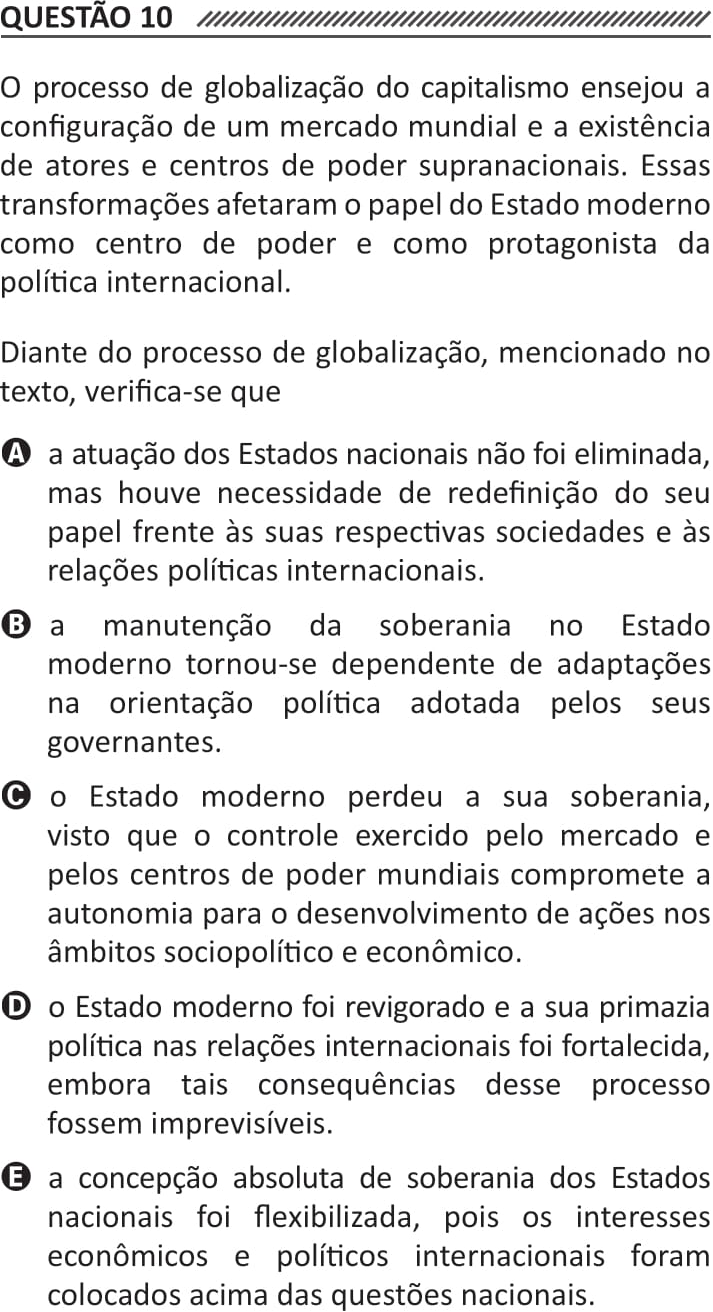 QUESTÃO 10
O processo de globalização do capitalismo ensejou a
configuração de um mercado mundial e a existência
de atores e centros de poder supranacionais. Essas
transformações afetaram o papel do Estado moderno
como centro de poder e como protagonista da
política internacional.
Diante do processo de globalização, mencionado no
texto, verifica-se que
A a atuação dos Estados nacionais não foi eliminada,
mas houve necessidade de redefinição do seu
papel frente às suas respectivas sociedades e às
relações políticas internacionais.
B a manutenção da soberania no Estado
moderno tornou-se dependente de adaptações
na orientação política adotada pelos seus
governantes.
C o Estado moderno perdeu a sua soberania,
visto que o controle exercido pelo mercado e
pelos centros de poder mundiais compromete a
autonomia para o desenvolvimento de ações nos
âmbitos sociopolítico e econômico.
D o Estado moderno foi revigorado e a sua primazia
política nas relações internacionais foi fortalecida,
embora tais consequências desse processo
fossem imprevisíveis.
E a concepção absoluta de soberania dos Estados
nacionais foi flexibilizada, pois os interesses
econômicos e políticos internacionais foram
colocados acima das questões nacionais.